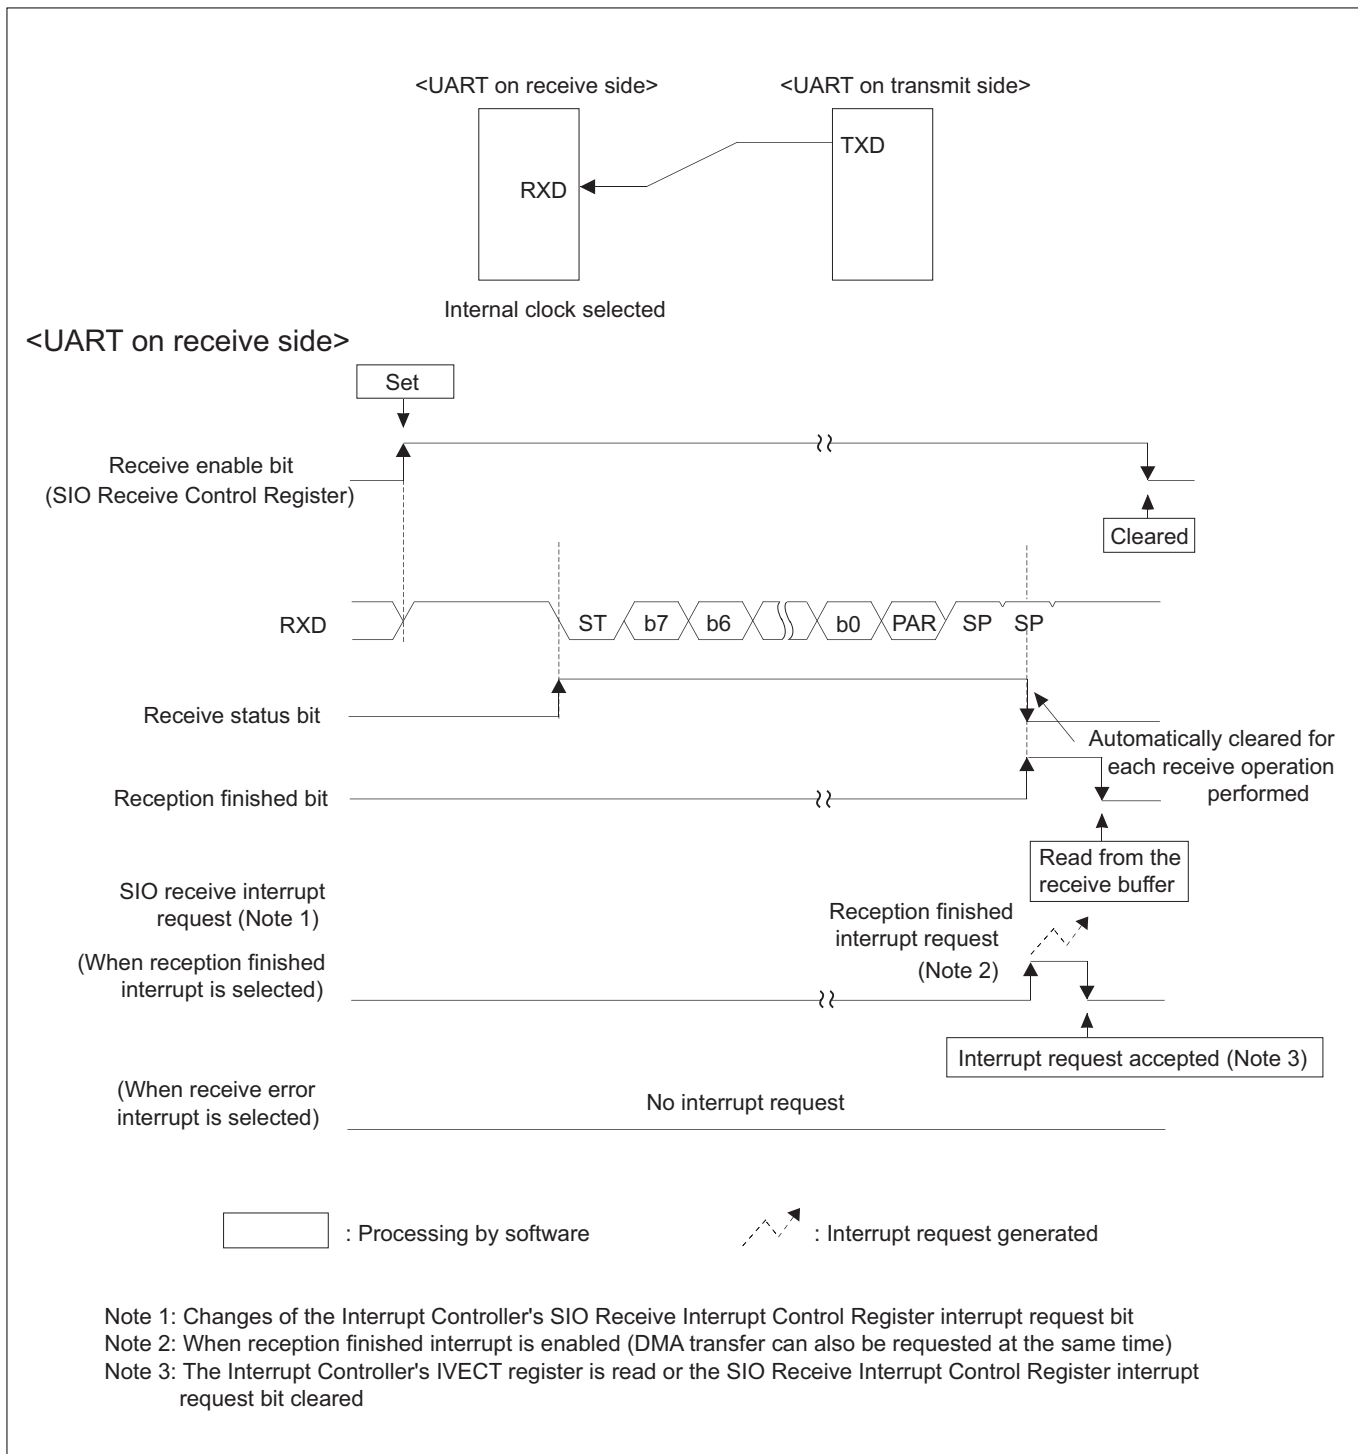 <UART on receive side>
<UART on transmit side>
TXD
RXD
Internal clock selected
<UART on receive side>
Set
Receive enable bit
(SIO Receive Control Register)
Cleared
RXD
ST b7 b6 b0 PAR SP SP
Receive status bit
Automatically cleared for
each receive operation
performed
Reception finished bit
Read from the
receive buffer
SIO receive interrupt
request (Note 1)
Reception finished
interrupt request
(Note 2)
(When reception finished
interrupt is selected)
Interrupt request accepted (Note 3)
(When receive error
interrupt is selected)
No interrupt request
: Processing by software
: Interrupt request generated
Note 1: Changes of the Interrupt Controller's SIO Receive Interrupt Control Register interrupt request bit
Note 2: When reception finished interrupt is enabled (DMA transfer can also be requested at the same time)
Note 3: The Interrupt Controller's IVECT register is read or the SIO Receive Interrupt Control Register interrupt
request bit cleared